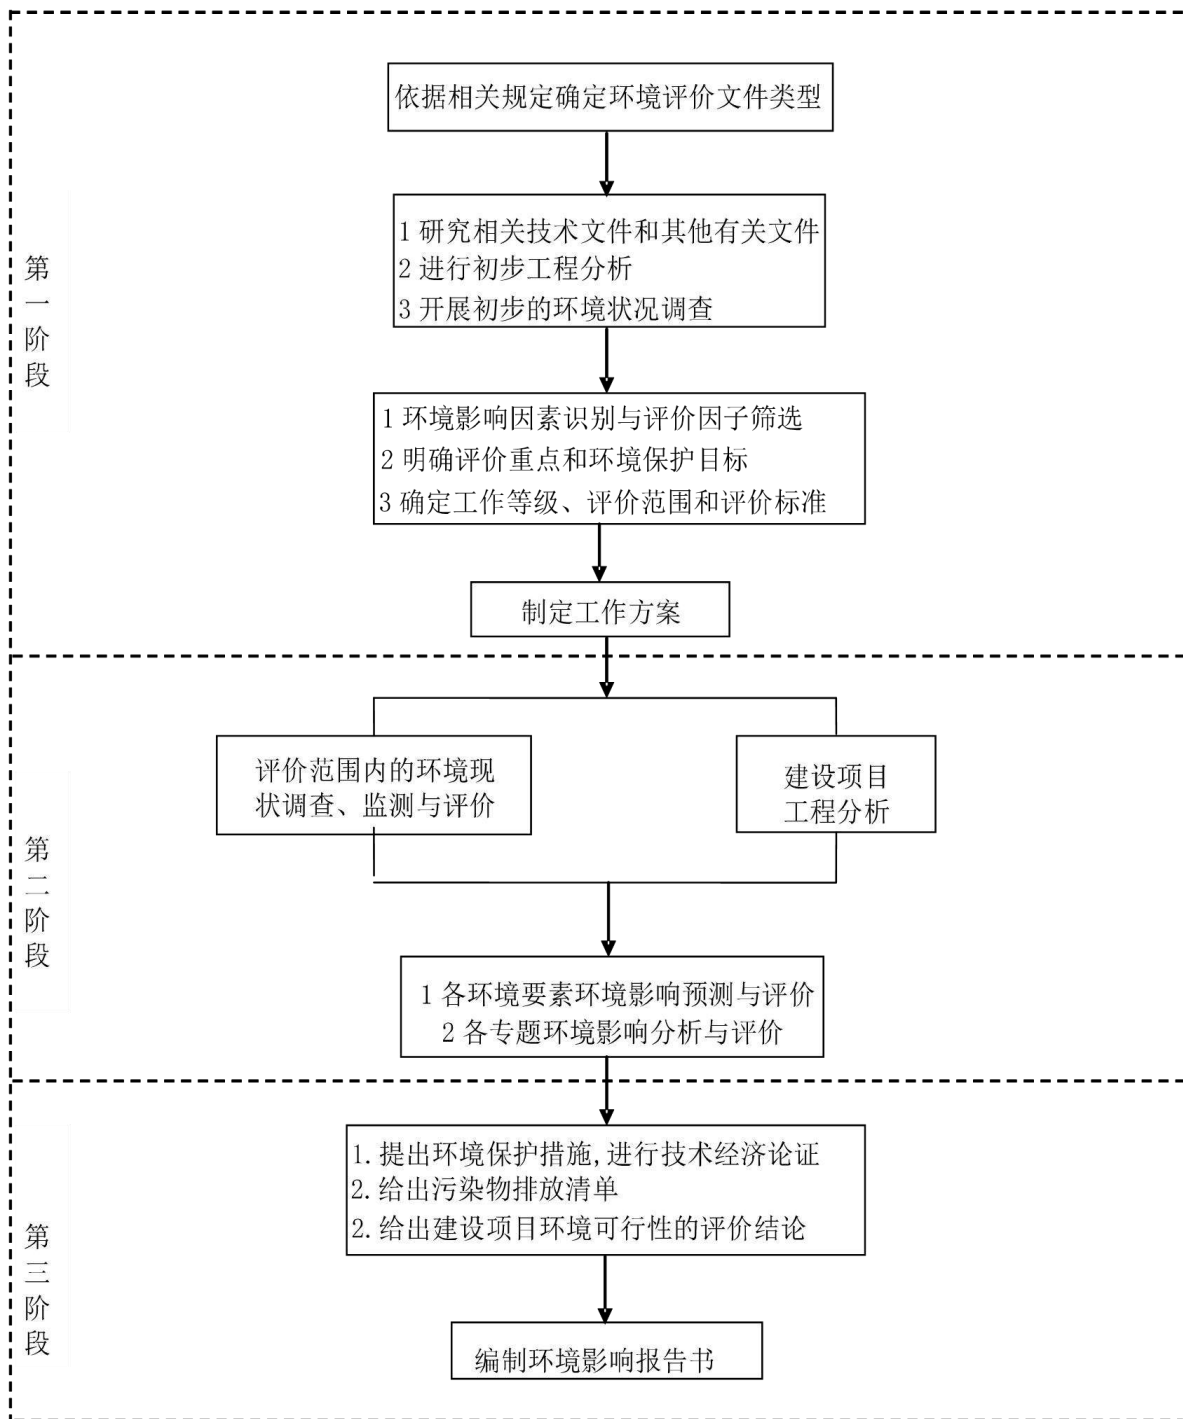 依据相关规定确定环境评价文件类型
1 研究相关技术文件和其他有关文件
2 进行初步工程分析
3 开展初步的环境状况调查
第一阶段
1 环境影响因素识别与评价因子筛选
2 明确评价重点和环境保护目标
3 确定工作等级、评价范围和评价标准
制定工作方案
评价范围内的环境现
状调查、监测与评价
建设项目
工程分析
第二阶段
1 各环境要素环境影响预测与评价
2 各专题环境影响分析与评价
1.提出环境保护措施,进行技术经济论证
2.给出污染物排放清单
2.给出建设项目环境可行性的评价结论
第三阶段
编制环境影响报告书